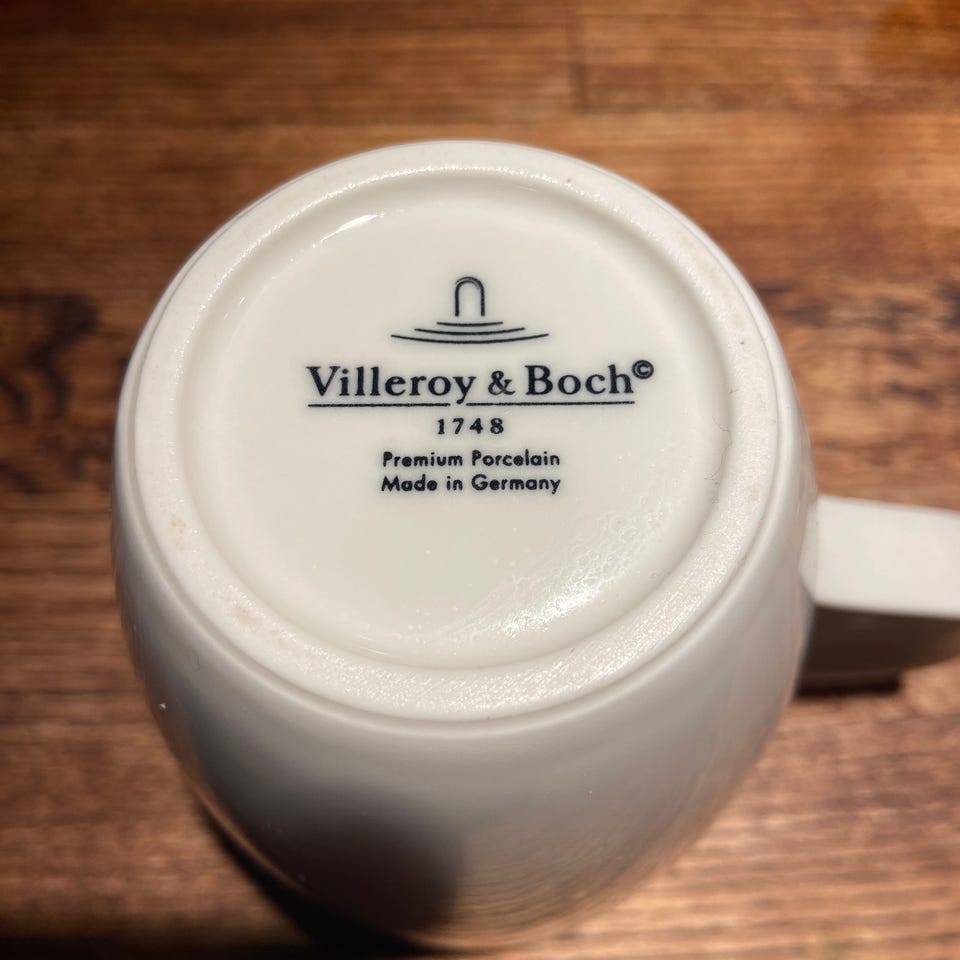 Villeroy & Boch©
1748
Premium Porcelain
Made in Germany